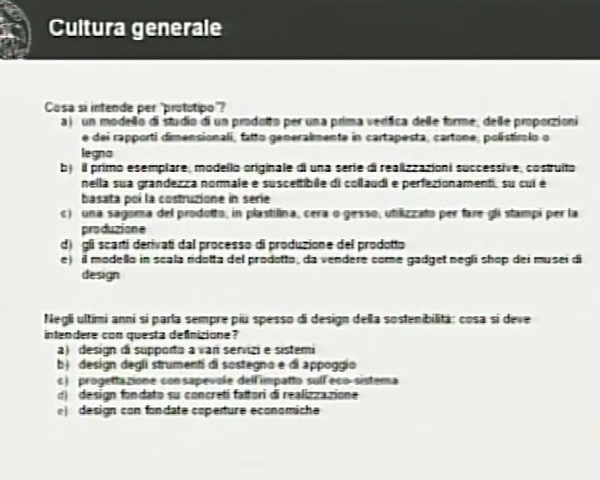 Cultura generale
Cosa si intende per "prototipo"?
a) un modello di studio di un prodotto per una prima verifica delle forme, delle proporzioni
e dei rapporti dimensionali, fatto generalmente in cartapesta, cartone, polistirolo o
legno
b) il primo esemplare, modello originale di una serie di realizzazioni successive, costruito
nella sua grandezza normale e suscettibile di collaudi e perfezionamenti, su cui è
basata poi la costruzione in serie
c) una sagoma del prodotto, in plastilina, cera o gesso, utilizzato per fare gli stampi per la
produzione
d) gli scarti derivati dal processo di produzione del prodotto
e) il modello in scala ridotta del prodotto, da vendere come gadget negli shop dei musei di
design
Negli ultimi anni si parla sempre più spesso di design della sostenibilità: cosa si deve
intendere con questa definizione?
a) design di supporto a vari servizi e sistemi
b) design degli strumenti di sostegno e di appoggio
c) progettazione consapevole dell'impatto sull'eco-sistema
d) design fondato su concreti fattori di realizzazione
e) design con fondate coperture economiche